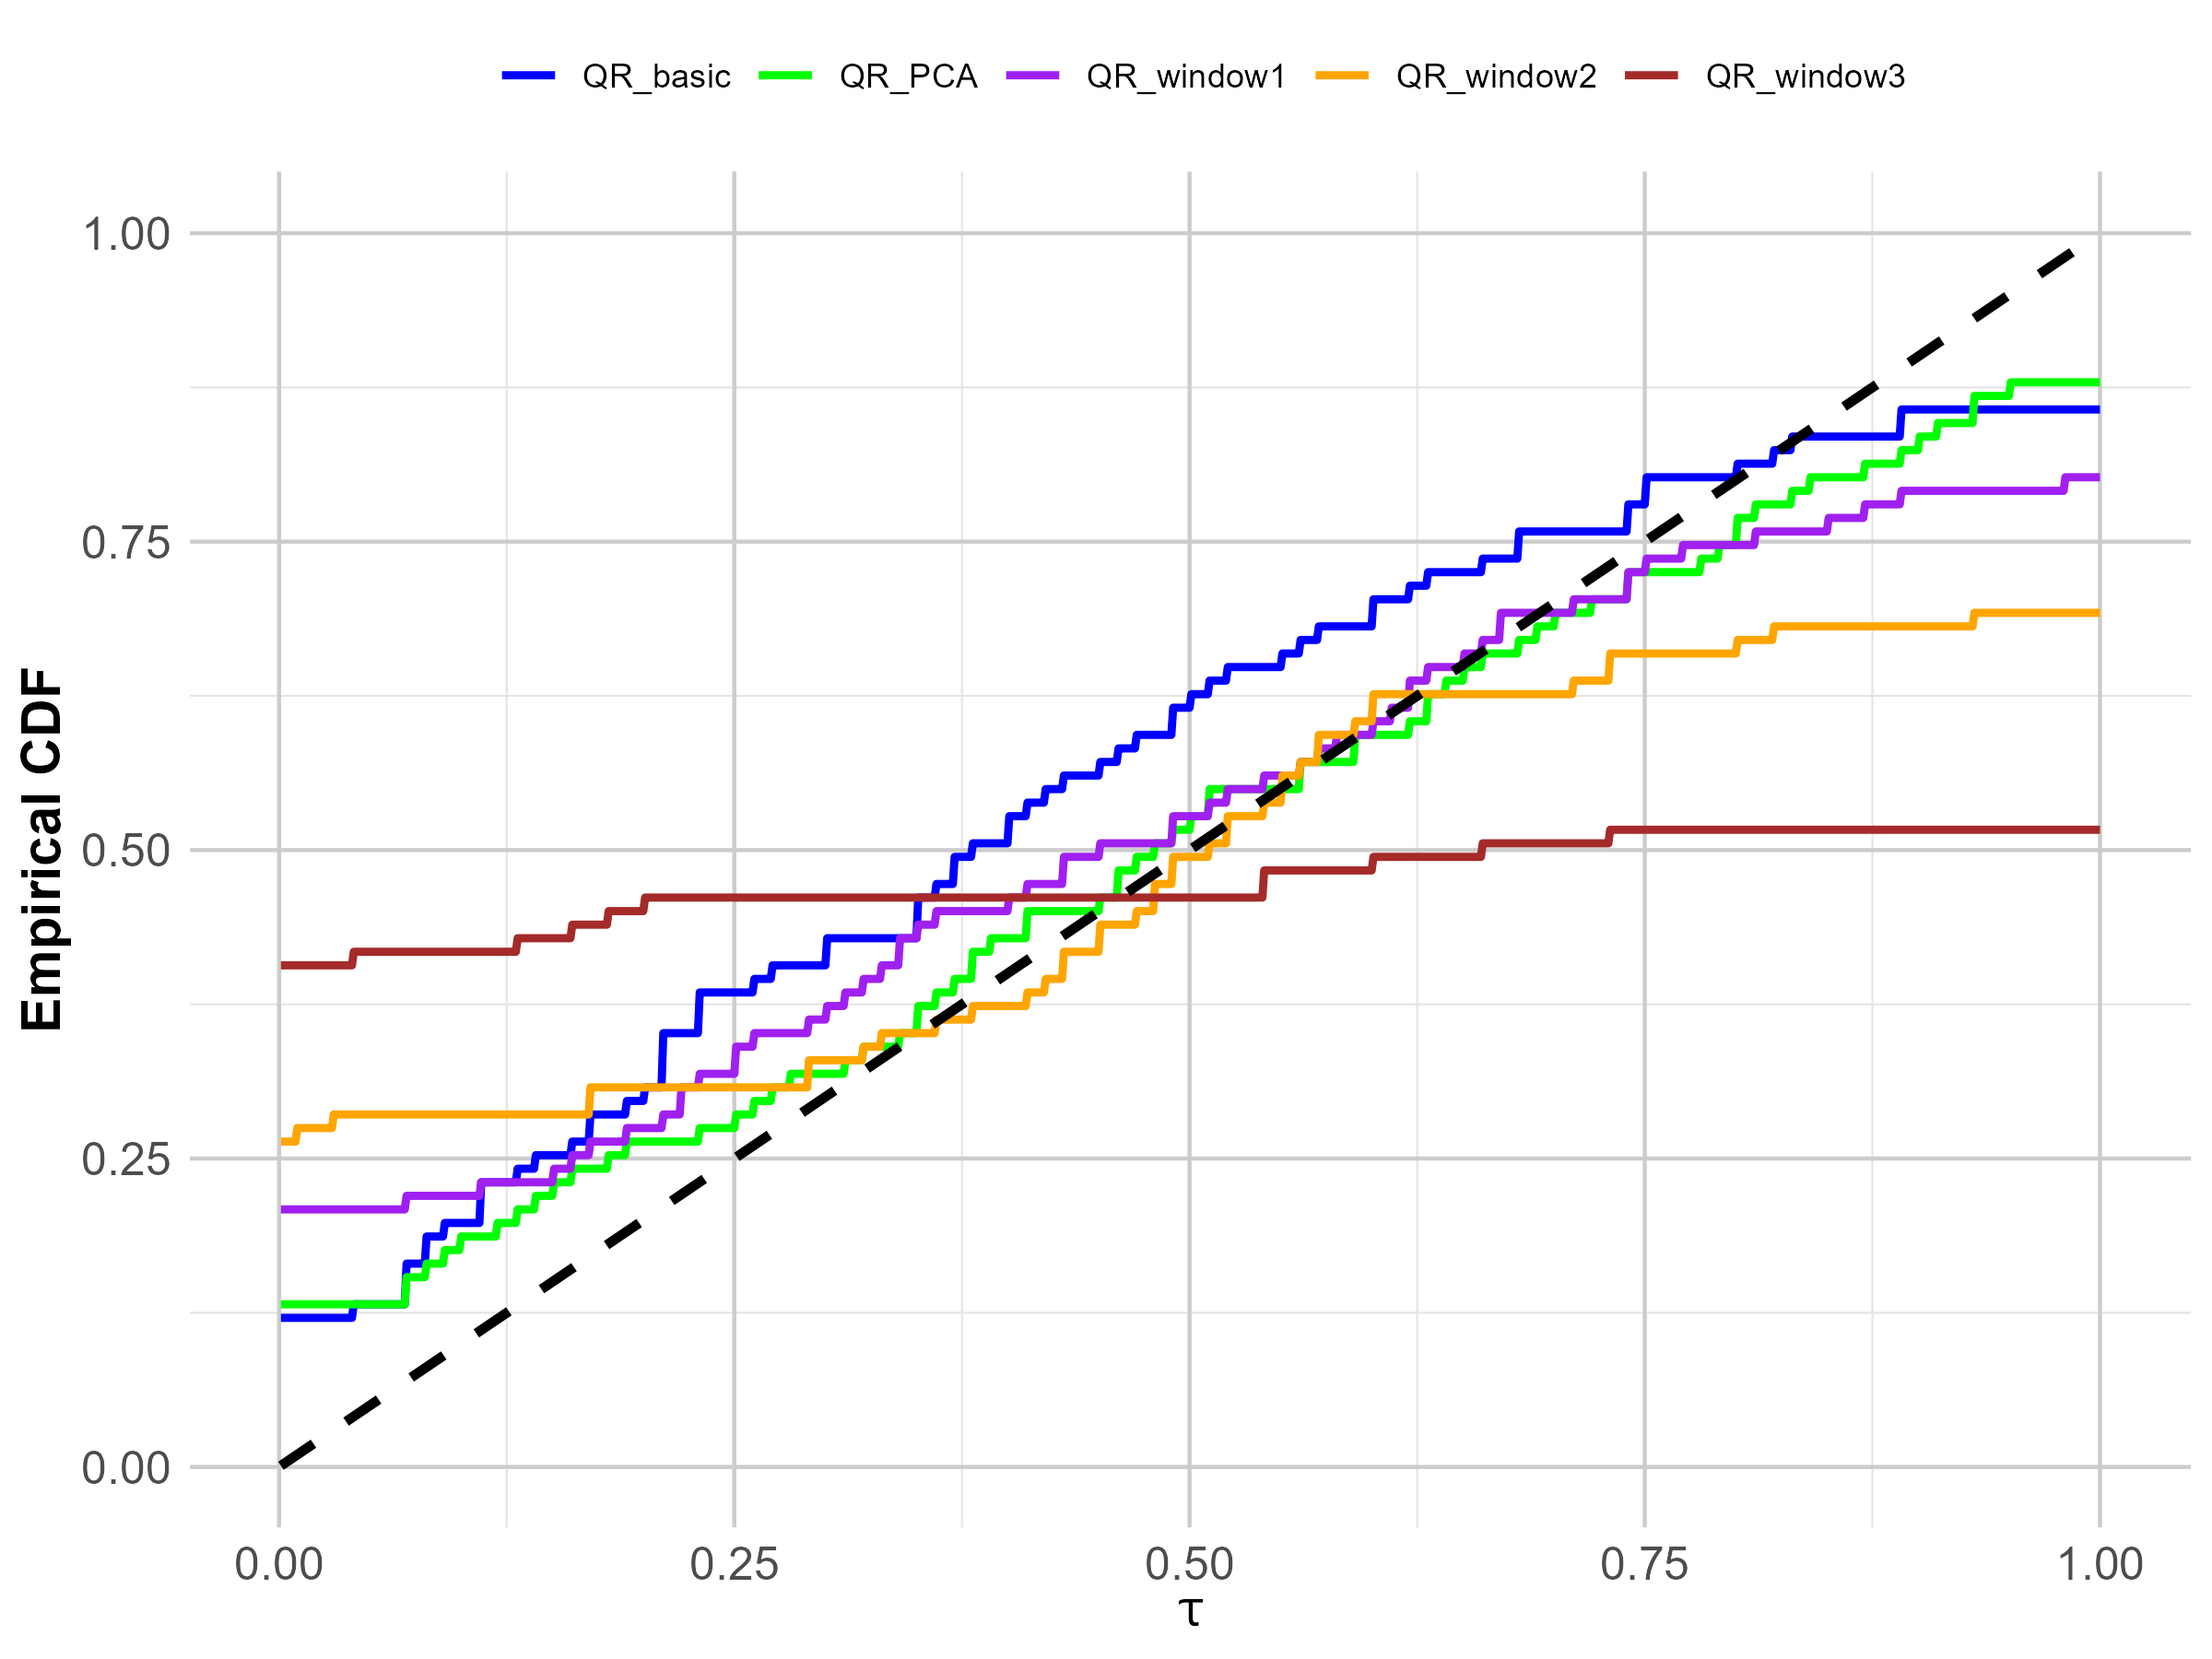 QR_basic QR_PCA QR_window1 QR_window2 QR_window3
Empirical CDF
1.00
0.75
0.50
0.25
0.00
0.00 0.25 0.50 0.75 1.00
τ